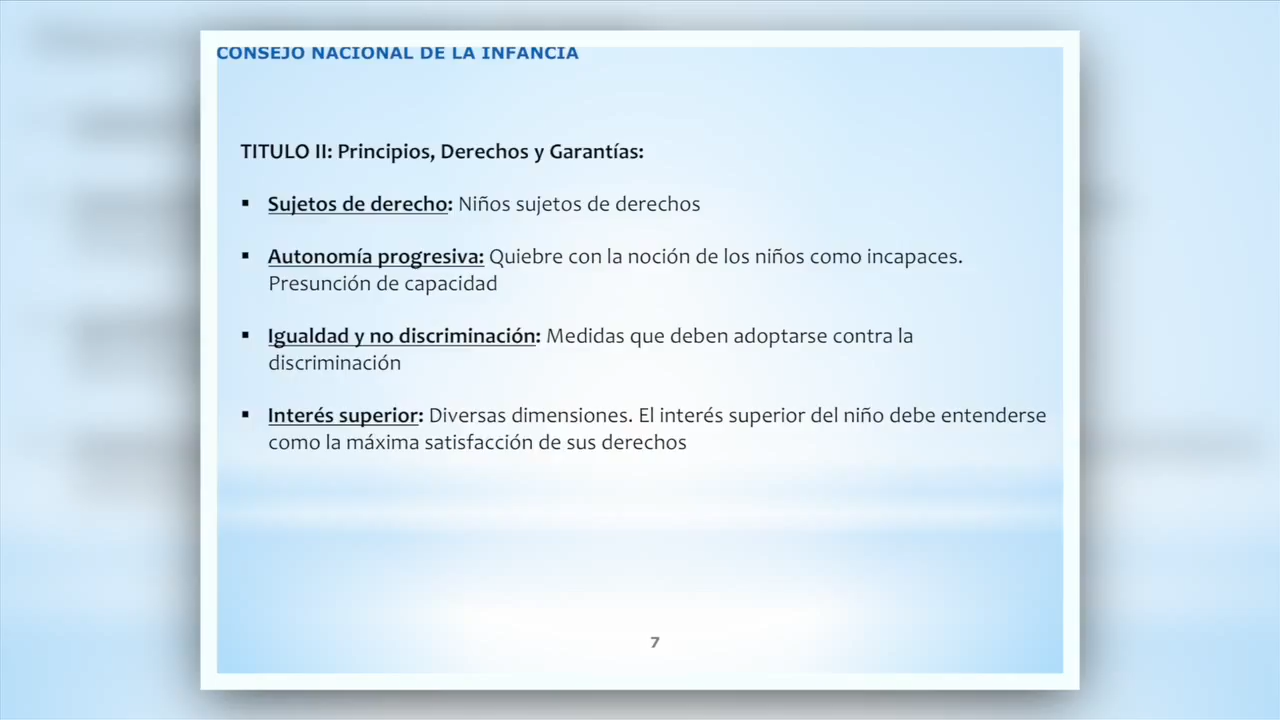 CONSEJO NACIONAL DE LA INFANCIA
TITULO II: Principios, Derechos y Garantías:
▪ Sujetos de derecho: Niños sujetos de derechos
▪ Autonomía progresiva: Quiebre con la noción de los niños como incapaces.
Presunción de capacidad
▪ Igualdad y no discriminación: Medidas que deben adoptarse contra la
discriminación
▪ Interés superior: Diversas dimensiones. El interés superior del niño debe entenderse
como la máxima satisfacción de sus derechos
7